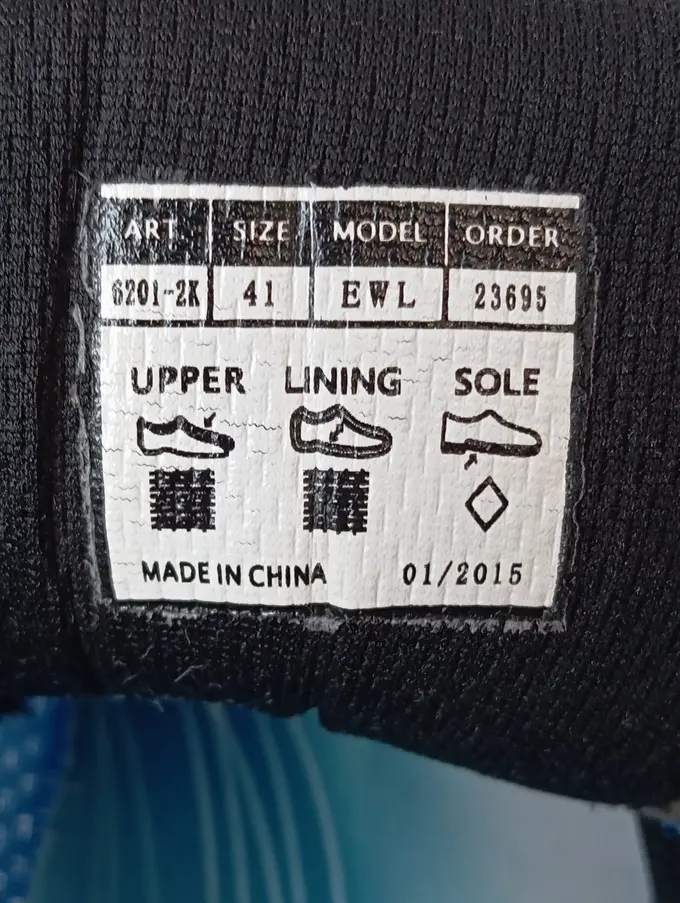 ART. SIZE MODEL ORDER
6201-2K 41 EWL 23695
UPPER LINING SOLE
MADE IN CHINA 01/2015